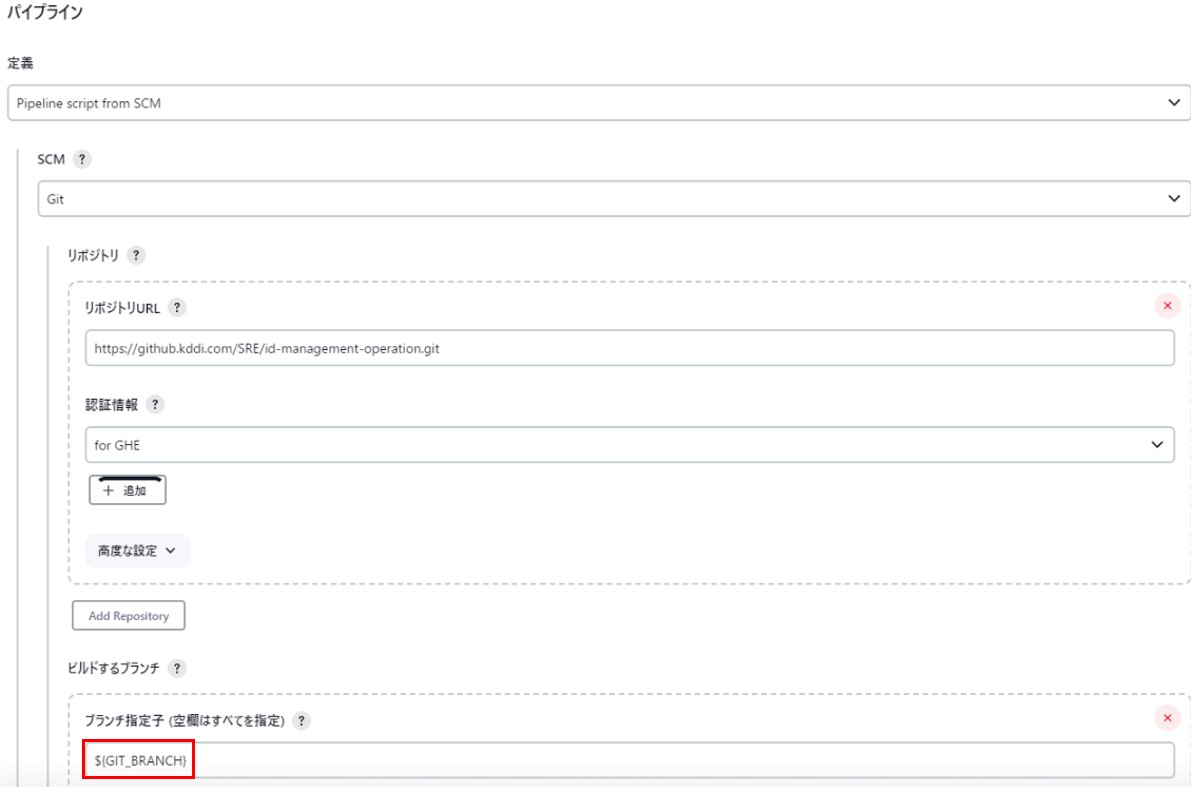 パイプライン
定義
Pipeline script from SCM
SCM ?
Git
リポジトリ ?
リポジトリURL ?
https://github.kddi.com/SRE/id-management-operation.git
認証情報 ?
for GHE
+ 追加
高度な設定
Add Repository
ビルドするブランチ ?
ブランチ指定子 (空欄はすべてを指定) ?
${GIT_BRANCH}